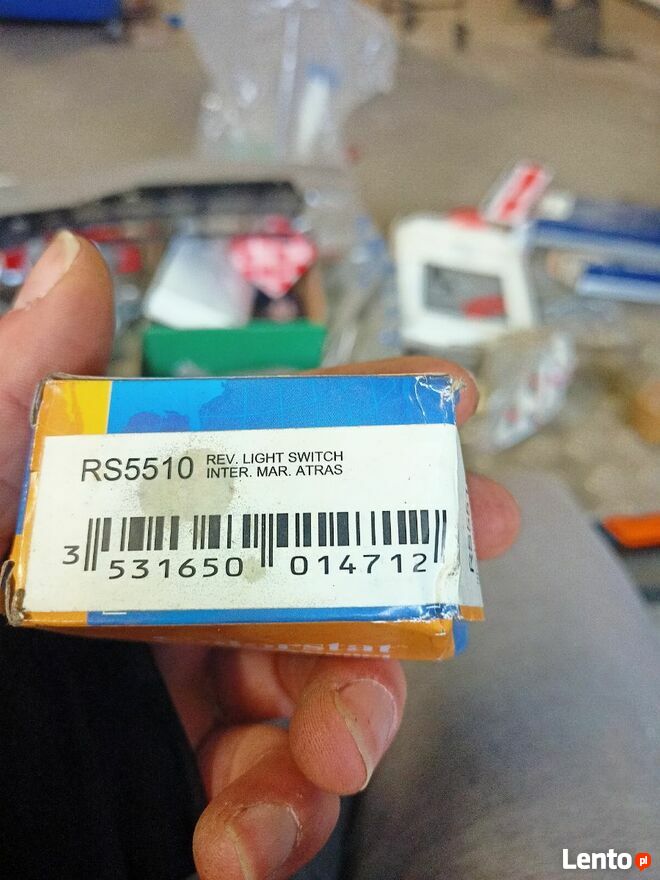 RS5510
REV. LIGHT SWITCH
INTER. MAR. ATRAS
3 531650 014712
Lento pl